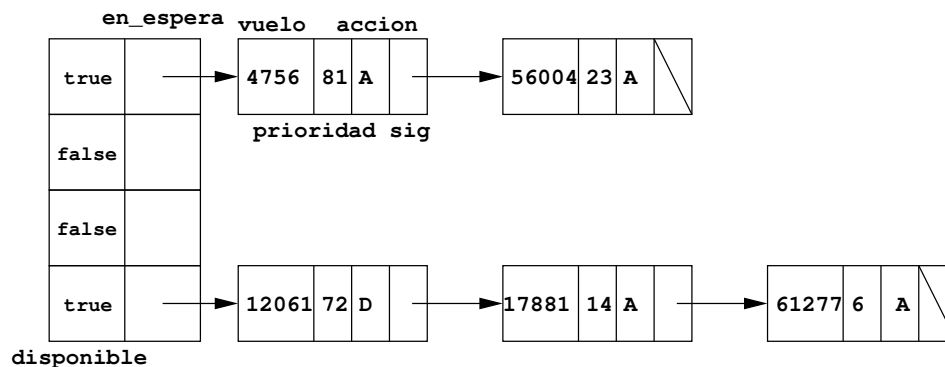 en_espera
vuelo accion
true 4756 81 A 56004 23 A
prioridad sig
false
false
true 12061 72 D 17881 14 A 61277 6 A
disponible